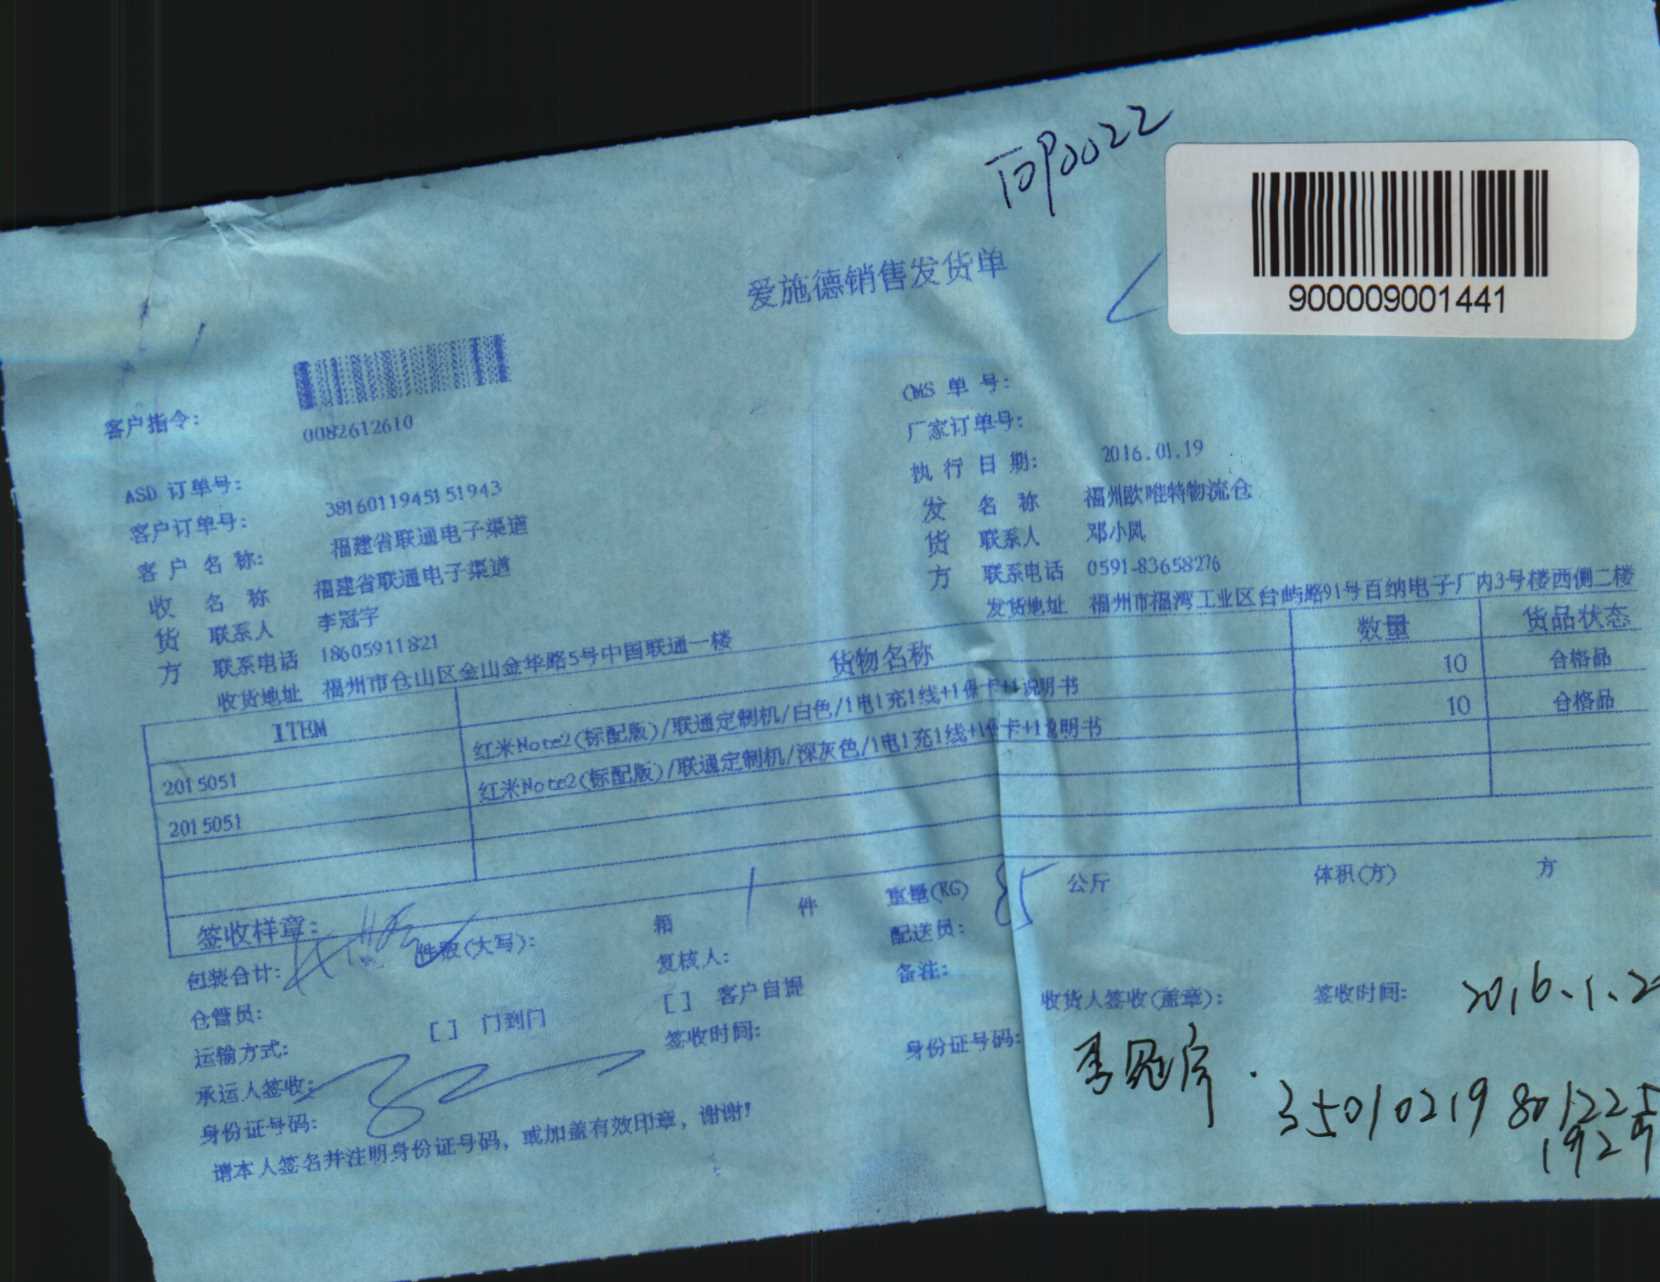 TOP0022
900009001441
爱施德销售发货单
客户指令:
0082612610
CMS 单 号:
厂家订单号:
ASD 订单号:
执 行 日 期: 2016.01.19
客户订单号: 3816011945151943
发 名 称 福州欧唯特物流仓
客 户 名 称: 福建省联通电子渠道
货 联系人 邓小凤
收 名 称 福建省联通电子渠道
方 联系电话 0591-83658276
货 联系人 李冠宇
发货地址 福州市福湾工业区台屿路91号百纳电子厂内3号楼西侧二楼
方 联系电话 18605911821
收货地址 福州市仓山区金山金华路5号中国联通一楼
ITEM 货物名称 数量 货品状态
2015051 红米Note2(标配版)/联通定制机/白色/1电1充1线+1保卡+1说明书 10 合格品
2015051 红米Note2(标配版)/联通定制机/深灰色/1电1充1线+1保卡+1说明书 10 合格品
签收样章:
包装合计: 件数(大写): 箱 1 件 重量(KG) 85 公斤 体积(方) 方
仓管员: 复核人: 配送员:
运输方式: [ ] 门到门 [ ] 客户自提 备注:
承运人签收: 签收时间: 收货人签收(盖章): 签收时间: 2016.1.2
身份证号码: 身份证号码:
李冠宇.
35010219801225
1929
请本人签名并注明身份证号码，或加盖有效印章，谢谢!